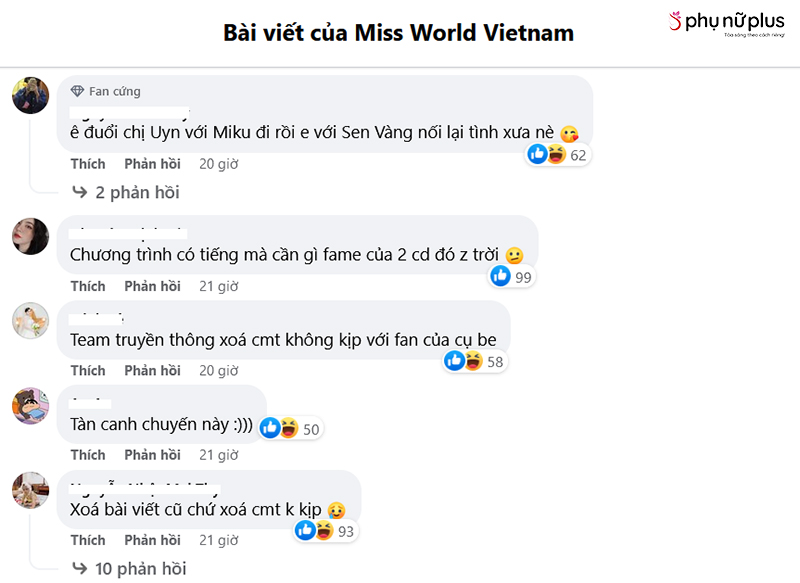 Bài viết của Miss World Vietnam
phụ nữ plus
Tỏa sáng theo cách riêng!
Fan cứng
ê đuổi chị Uyn với Miku đi rồi e với Sen Vàng nối lại tình xưa nè 😘
62
Thích Phản hồi 20 giờ
2 phản hồi
Chương trình có tiếng mà cần gì fame của 2 cd đó z trời 🫤
99
Thích Phản hồi 21 giờ
Team truyền thông xoá cmt không kịp với fan của cụ be
58
Thích Phản hồi 20 giờ
Tàn canh chuyến này :)))
50
Thích Phản hồi 21 giờ
Xoá bài viết cũ chứ xoá cmt k kịp 🥲
93
Thích Phản hồi 21 giờ
10 phản hồi